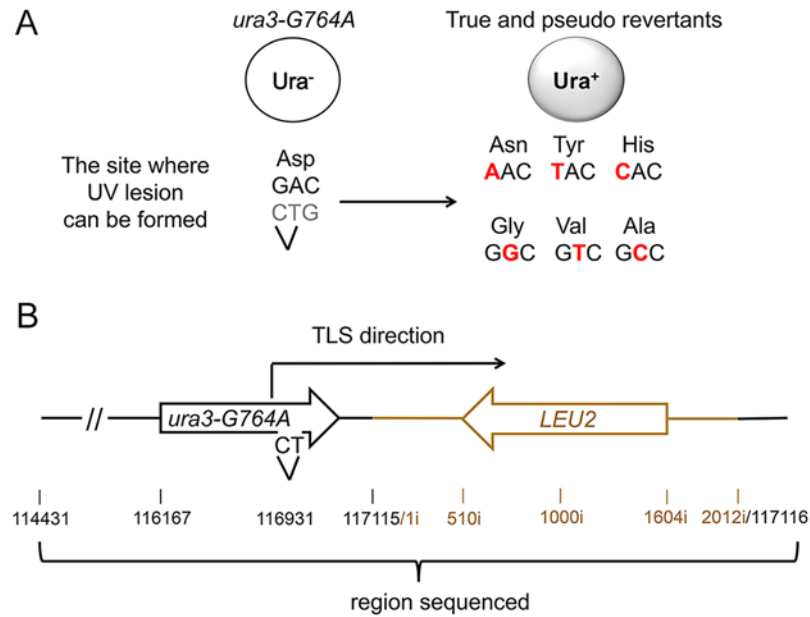 A
ura3-G764A
True and pseudo revertants
Ura-
Ura+
The site where
UV lesion
can be formed
Asp
GAC
CTG
Asn Tyr His
AAC TAC CAC
Gly Val Ala
GGC GTC GCC
B
TLS direction
ura3-G764A
LEU2
CT
114431 116167 116931 117115/1i 510i 1000i 1604i 2012i/117116
region sequenced